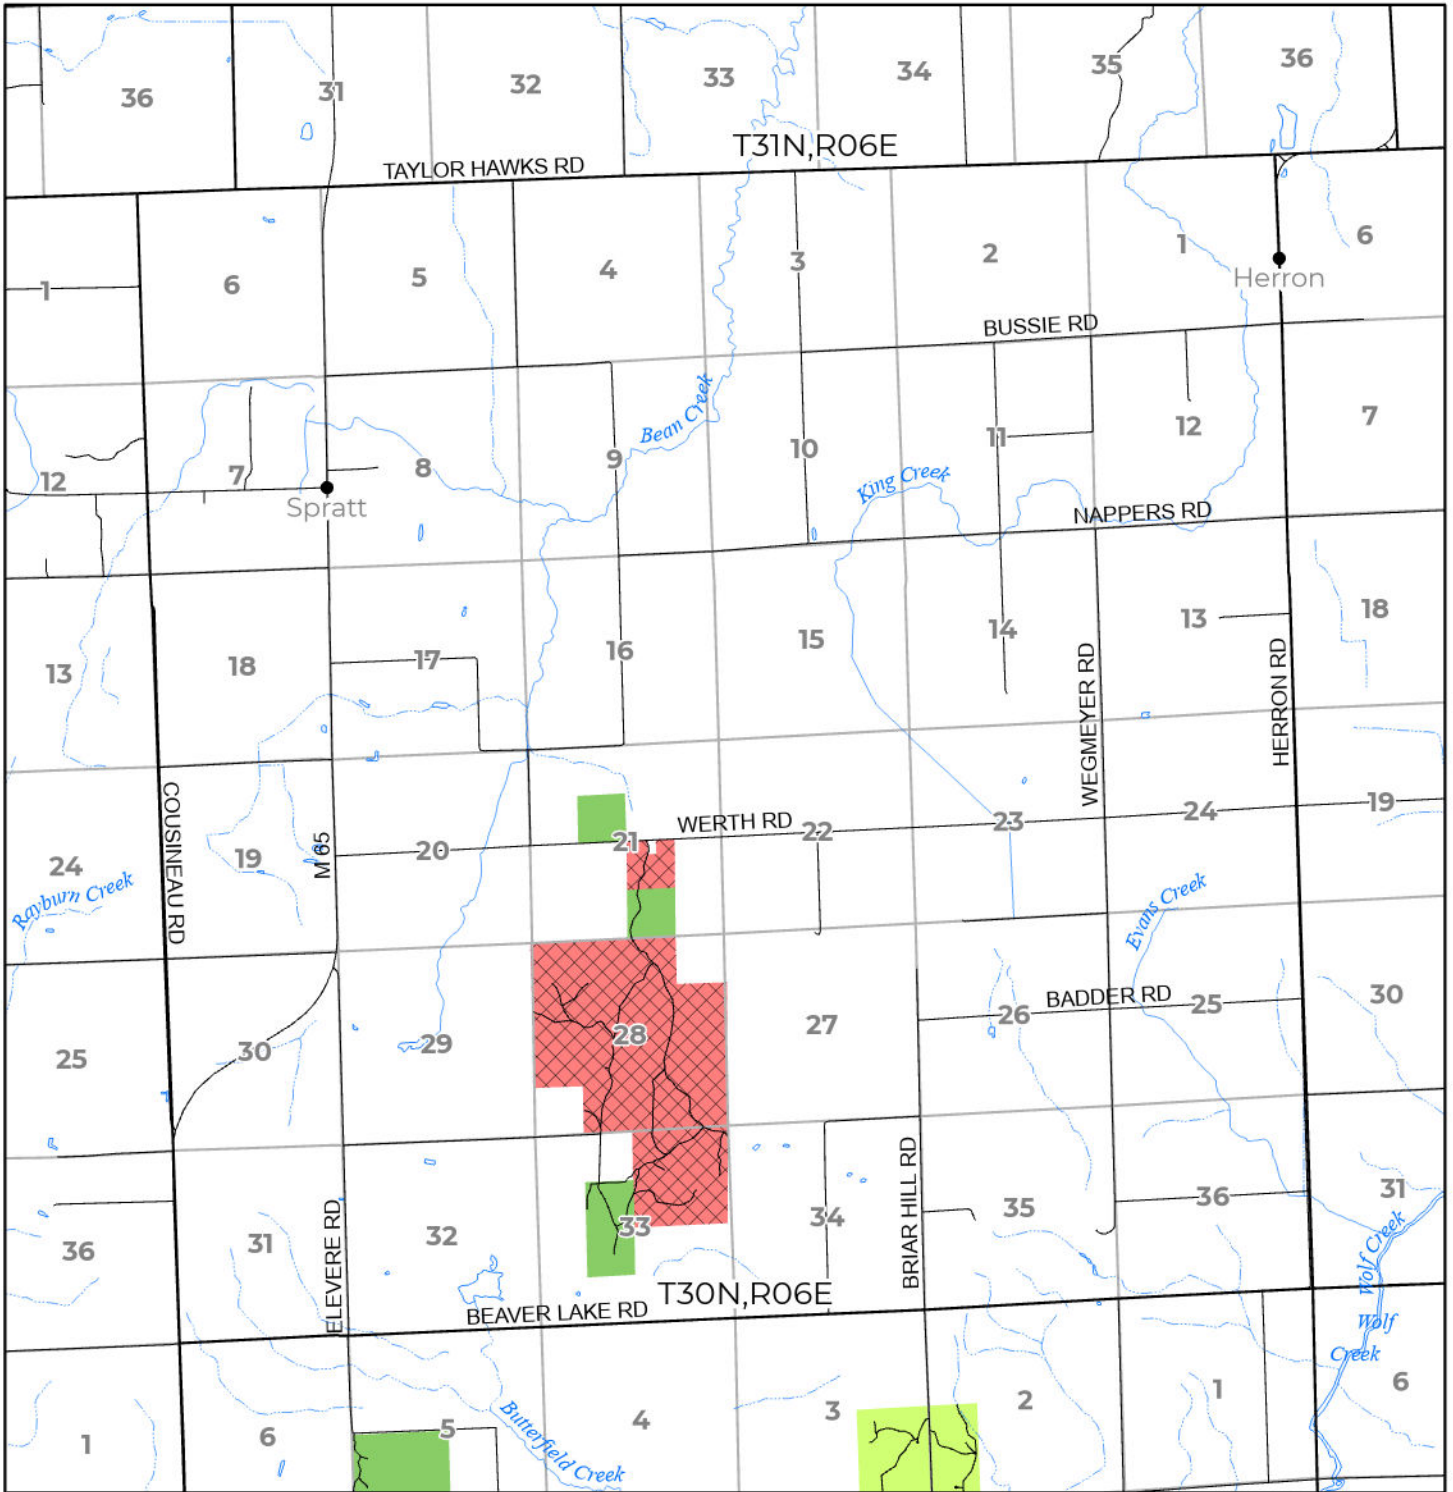 36
31
32
33
34
35
36
T31N,R06E
TAYLOR HAWKS RD
1
6
5
4
3
2
1
6
Herron
BUSSIE RD
Bean Creek
12
7
8
9
10
11
12
7
Spratt
King Creek
NAPPERS RD
13
18
17
16
15
14
13
18
WEGMEYER RD
HERRON RD
COUSINEAU RD
M 65
WERTH RD
24
19
20
21
22
23
24
19
Rayburn Creek
Evans Creek
25
30
29
28
27
26
BADDER RD
25
30
36
31
ELEVERE RD
32
33
34
BRIAR HILL RD
35
36
31
Wolf Creek
T30N,R06E
BEAVER LAKE RD
Wolf
Creek
1
6
5
Butterfield Creek
4
3
2
1
6